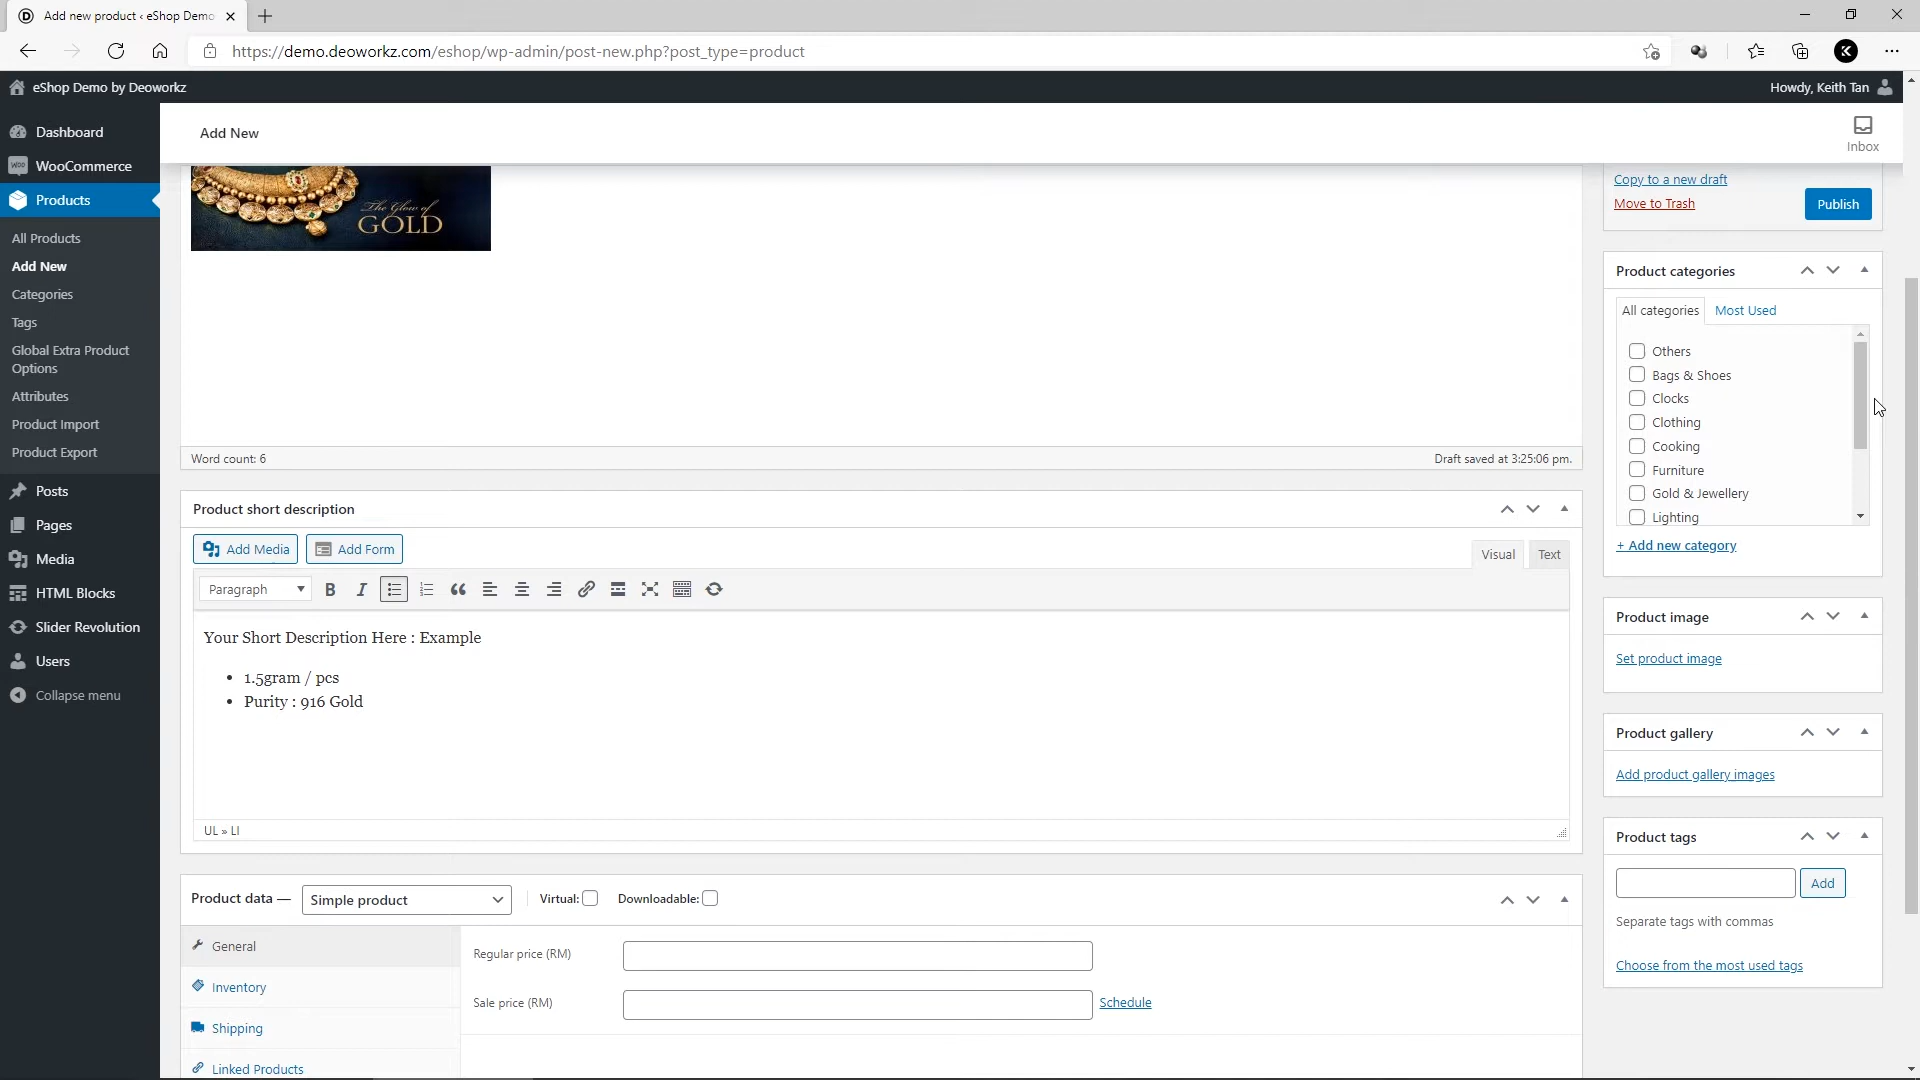 Add new product ‹ eShop Demo
https://demo.deoworkz.com/eshop/wp-admin/post-new.php?post_type=product
K
eShop Demo by Deoworkz
Howdy, Keith Tan
Dashboard
WooCommerce
Products
All Products
Add New
Categories
Tags
Global Extra Product
Options
Attributes
Product Import
Product Export
Posts
Pages
Media
HTML Blocks
Slider Revolution
Users
Collapse menu
Add New
Inbox
The Glow of
GOLD
Word count: 6
Draft saved at 3:25:06 pm.
Product short description
Add Media
Add Form
Visual
Text
Paragraph
B
I
Your Short Description Here : Example
• 1.5gram / pcs
• Purity : 916 Gold
UL » LI
Product data —
Simple product
Virtual:
Downloadable:
General
Inventory
Shipping
Linked Products
Regular price (RM)
Sale price (RM)
Schedule
Copy to a new draft
Move to Trash
Publish
Product categories
All categories
Most Used
Others
Bags & Shoes
Clocks
Clothing
Cooking
Furniture
Gold & Jewellery
Lighting
+ Add new category
Product image
Set product image
Product gallery
Add product gallery images
Product tags
Add
Separate tags with commas
Choose from the most used tags